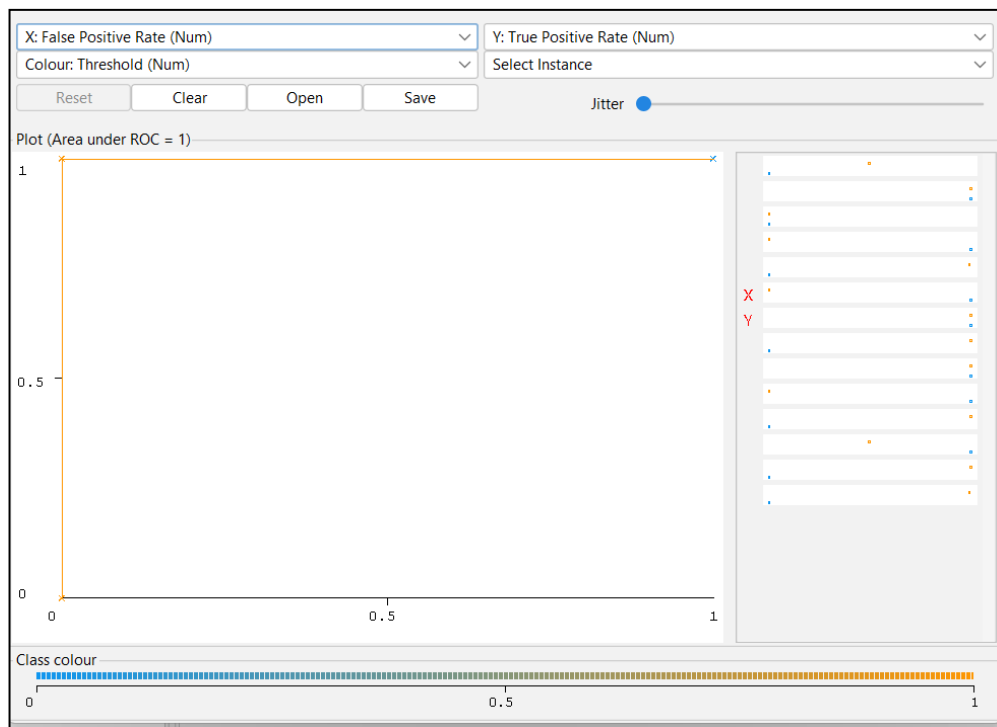 X: False Positive Rate (Num) Y: True Positive Rate (Num)
Colour: Threshold (Num) Select Instance
Reset Clear Open Save Jitter
Plot (Area under ROC = 1)
1
X
Y
0.5
0
0 0.5 1
Class colour
0 0.5 1